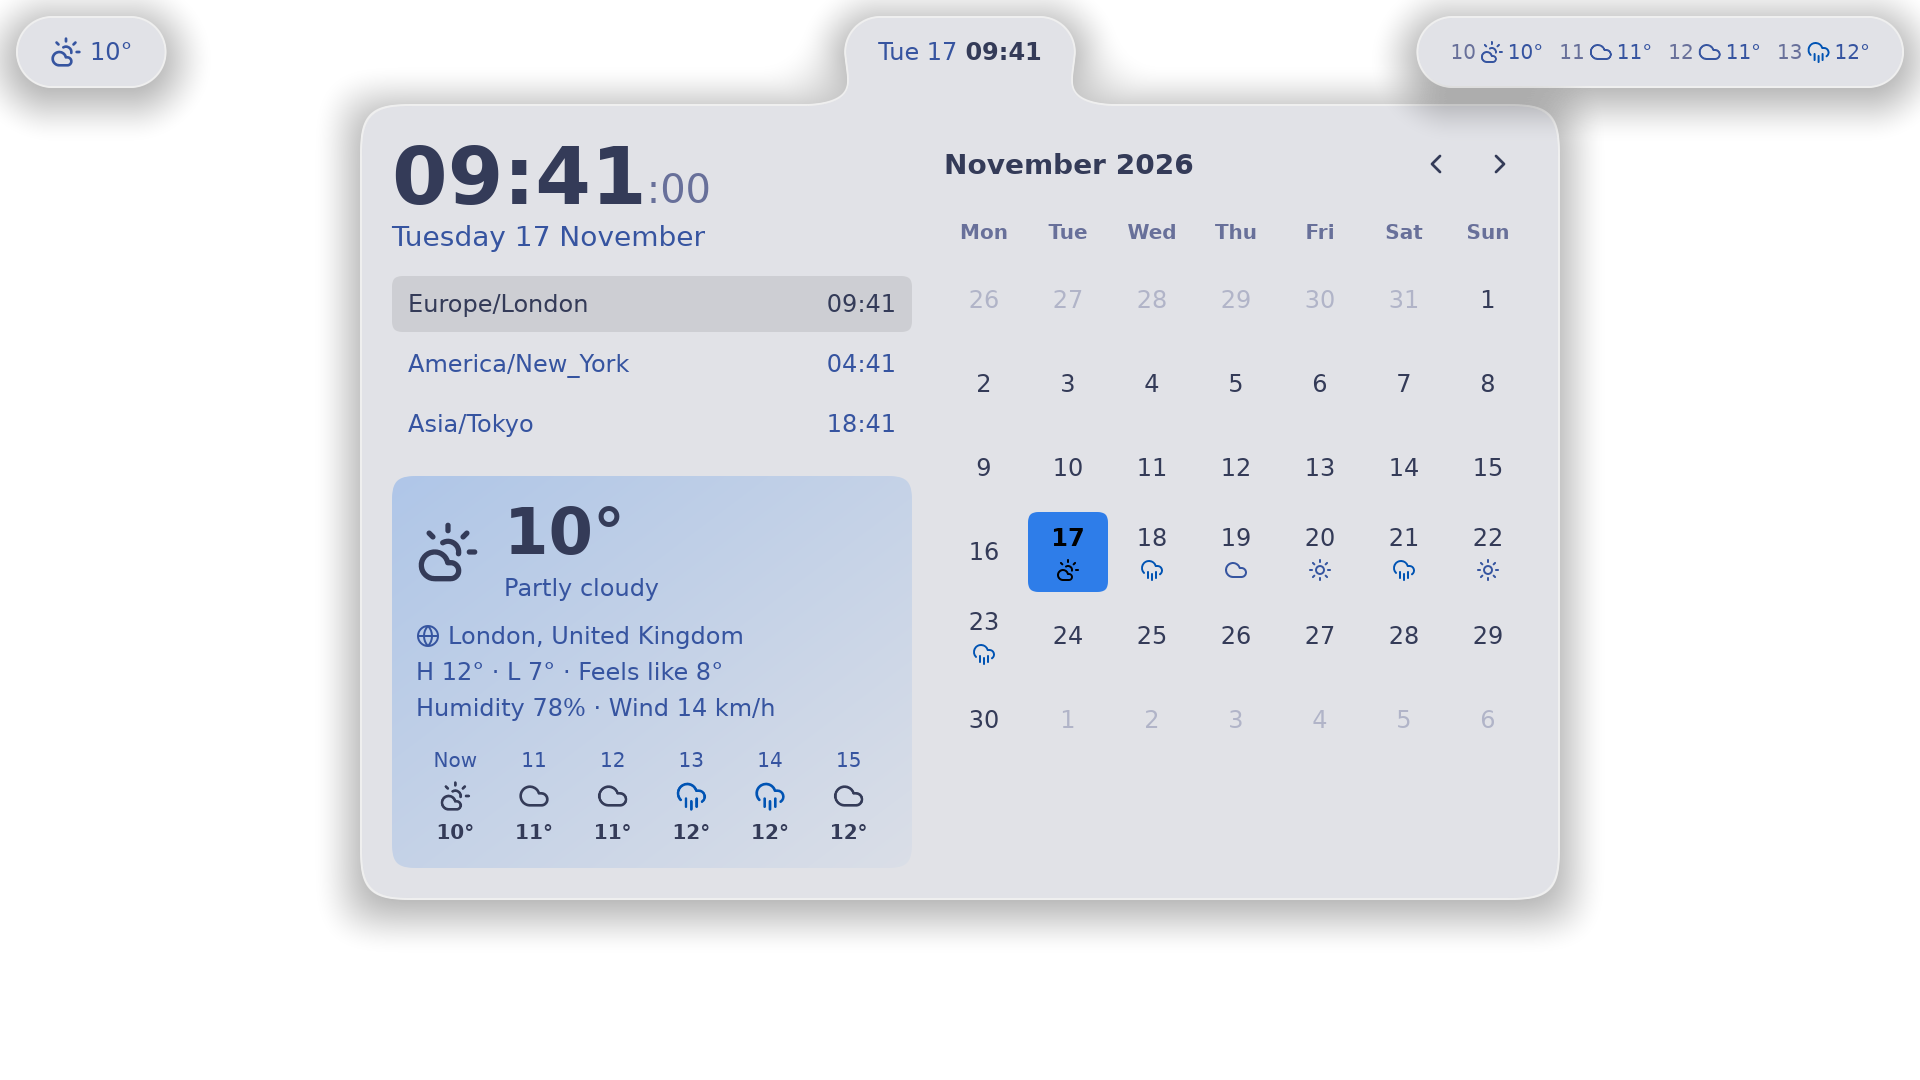 10°
Tue 17 09:41
10 10° 11 11° 12 11° 13 12°
09:41:00
Tuesday 17 November
Europe/London 09:41
America/New_York 04:41
Asia/Tokyo 18:41
10°
Partly cloudy
London, United Kingdom
H 12° · L 7° · Feels like 8°
Humidity 78% · Wind 14 km/h
Now 11 12 13 14 15
10° 11° 11° 12° 12° 12°
November 2026
Mon Tue Wed Thu Fri Sat Sun
26 27 28 29 30 31 1
2 3 4 5 6 7 8
9 10 11 12 13 14 15
16 17 18 19 20 21 22
23 24 25 26 27 28 29
30 1 2 3 4 5 6